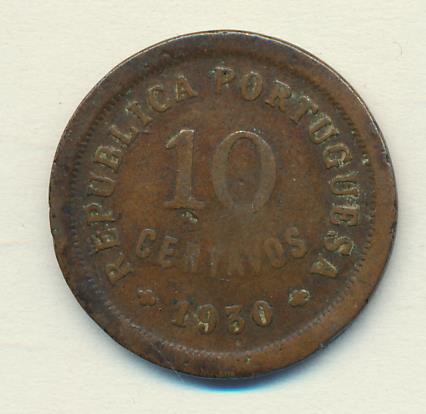 REPUBLICA PORTUGUESA
10
CENTAVOS
1930